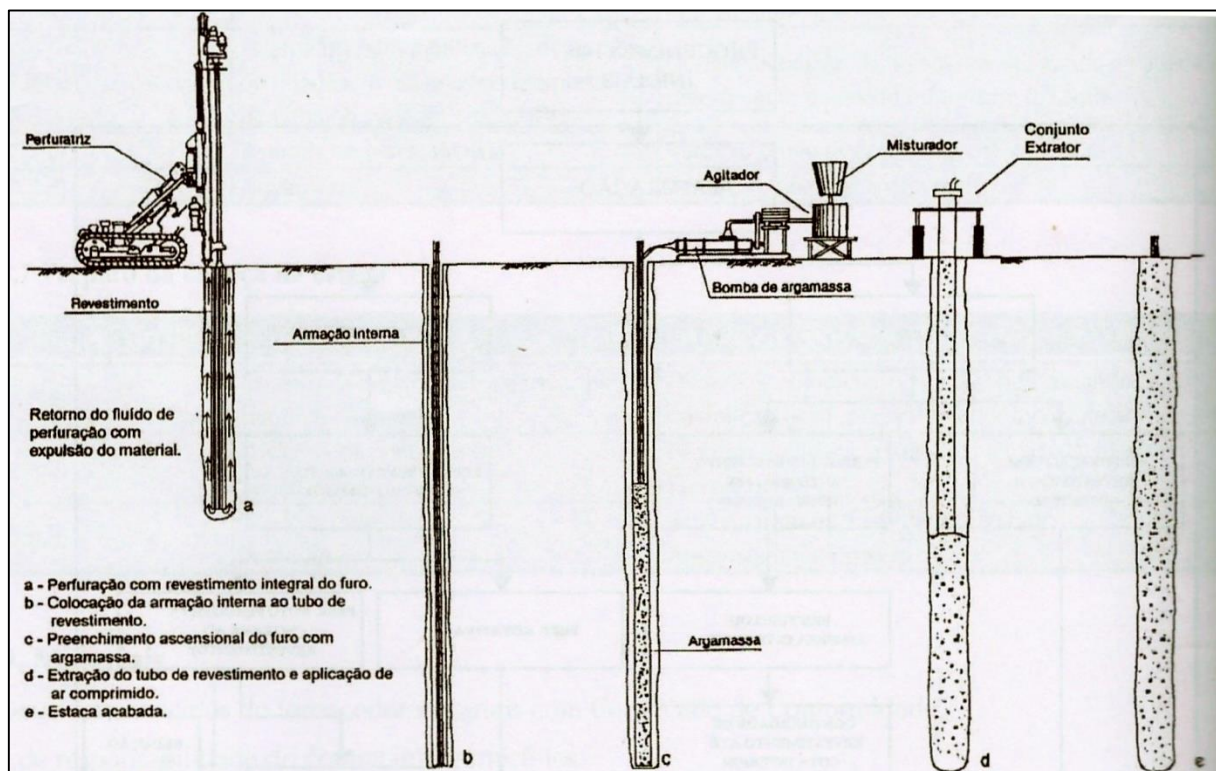 Perfuratriz
Revestimento
Retorno do fluído de
perfuração com
expulsão do material.
a
Armação interna
b
Agitador
Misturador
Bomba de argamassa
Argamassa
c
Conjunto
Extrator
d
e
a - Perfuração com revestimento integral do furo.
b - Colocação da armação interna ao tubo de
revestimento.
c - Preenchimento ascensional do furo com
argamassa.
d - Extração do tubo de revestimento e aplicação de
ar comprimido.
e - Estaca acabada.